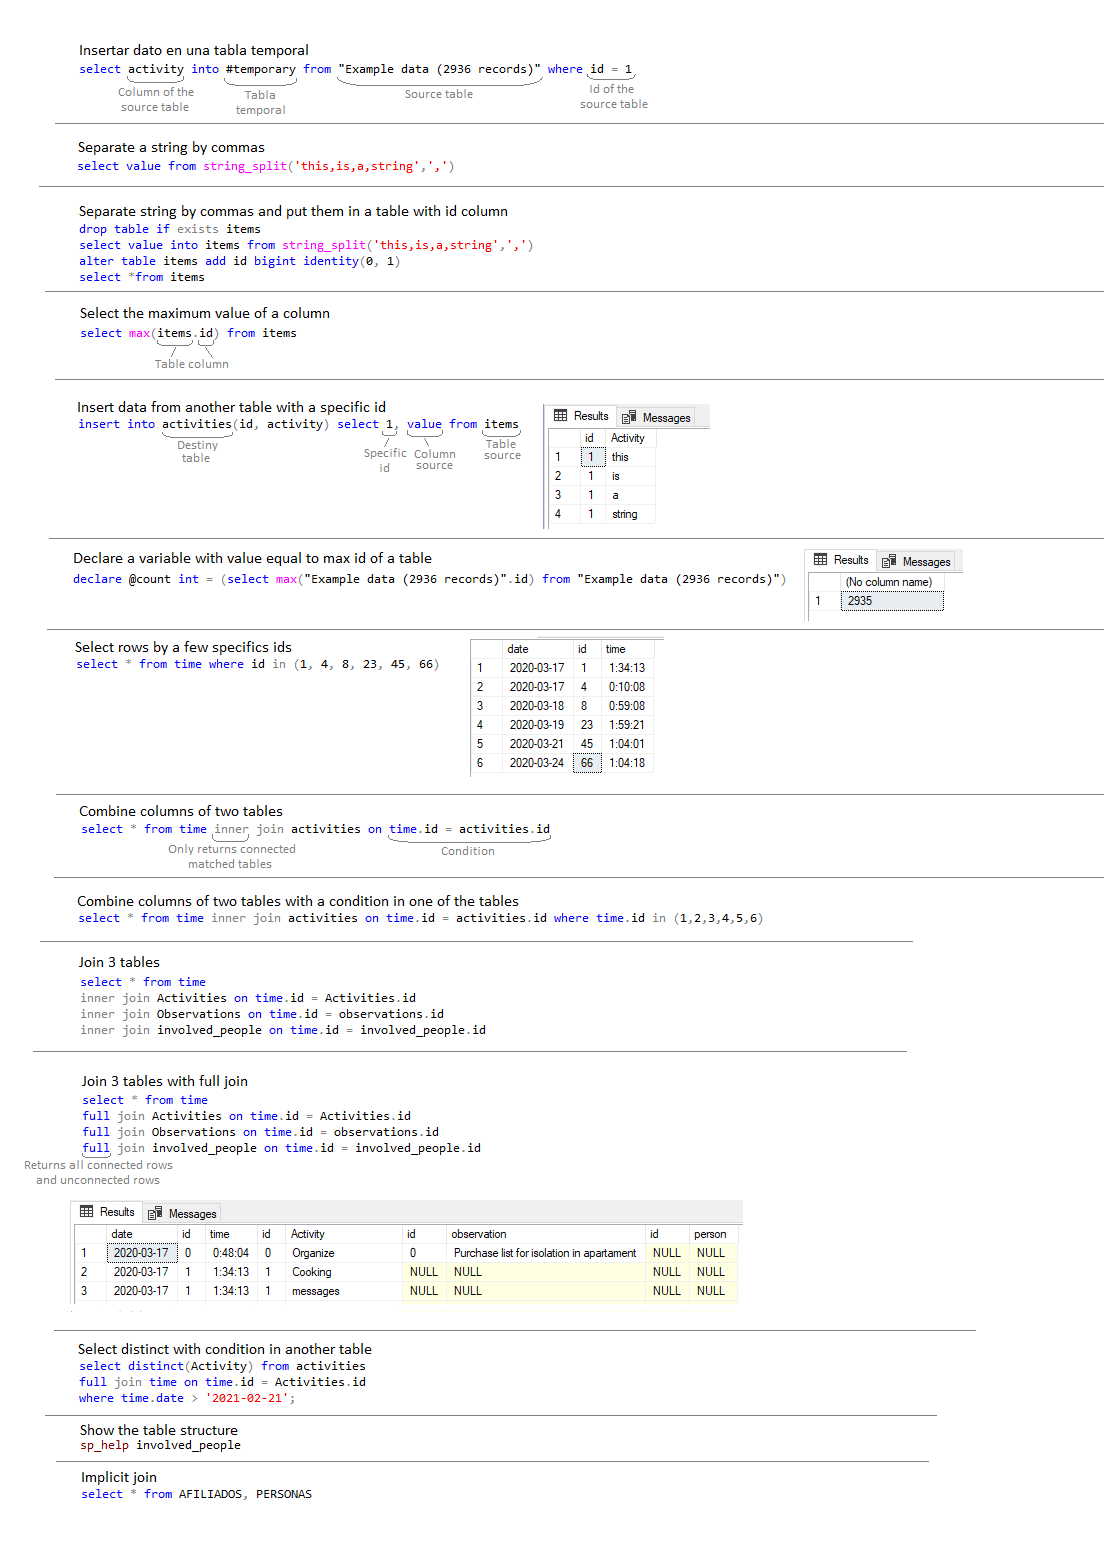 Insertar dato en una tabla temporal
select activity into #temporary from "Example data (2936 records)" where id = 1
Column of the
source table
Tabla
temporal
Source table
Id of the
source table
Separate a string by commas
select value from string_split('this,is,a,string',',')
Separate string by commas and put them in a table with id column
drop table if exists items
select value into items from string_split('this,is,a,string',',')
alter table items add id bigint identity(0, 1)
select *from items
Select the maximum value of a column
select max(items.id) from items
Table column
Insert data from another table with a specific id
insert into activities(id, activity) select 1, value from items
Destiny
table
Specific
id
Column
source
Table
source
Results Messages
id Activity
1 1 this
2 1 is
3 1 a
4 1 string
Declare a variable with value equal to max id of a table
declare @count int = (select max("Example data (2936 records)".id) from "Example data (2936 records)")
Results Messages
(No column name)
1 2935
Select rows by a few specifics ids
select * from time where id in (1, 4, 8, 23, 45, 66)
date id time
1 2020-03-17 1 1:34:13
2 2020-03-17 4 0:10:08
3 2020-03-18 8 0:59:08
4 2020-03-19 23 1:59:21
5 2020-03-21 45 1:04:01
6 2020-03-24 66 1:04:18
Combine columns of two tables
select * from time inner join activities on time.id = activities.id
Only returns connected
matched tables
Condition
Combine columns of two tables with a condition in one of the tables
select * from time inner join activities on time.id = activities.id where time.id in (1,2,3,4,5,6)
Join 3 tables
select * from time
inner join Activities on time.id = Activities.id
inner join Observations on time.id = observations.id
inner join involved_people on time.id = involved_people.id
Join 3 tables with full join
select * from time
full join Activities on time.id = Activities.id
full join Observations on time.id = observations.id
full join involved_people on time.id = involved_people.id
Returns all connected rows
and unconnected rows
Results Messages
date id time id Activity id observation id person
1 2020-03-17 0 0:48:04 0 Organize 0 Purchase list for isolation in apartament NULL NULL
2 2020-03-17 1 1:34:13 1 Cooking NULL NULL NULL NULL
3 2020-03-17 1 1:34:13 1 messages NULL NULL NULL NULL
Select distinct with condition in another table
select distinct(Activity) from activities
full join time on time.id = Activities.id
where time.date > '2021-02-21';
Show the table structure
sp_help involved_people
Implicit join
select * from AFILIADOS, PERSONAS